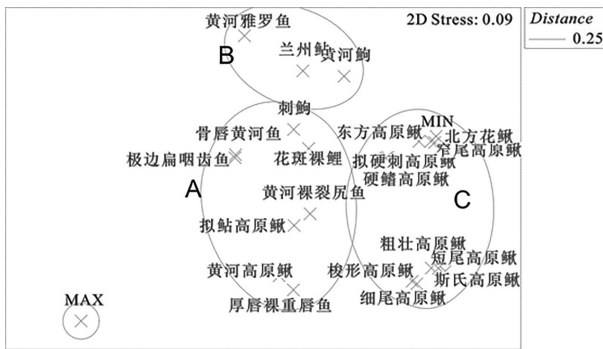 2D Stress: 0.09
Distance
0.25
黄河雅罗鱼
兰州鲇
黄河鮈
B
刺鮈
骨唇黄河鱼
极边扁咽齿鱼
花斑裸鲤
A
黄河裸裂尻鱼
拟鲇高原鳅
黄河高原鳅
厚唇裸重唇鱼
MIN
东方高原鳅
北方花鳅
窄尾高原鳅
拟硬刺高原鳅
硬鳍高原鳅
C
粗壮高原鳅
短尾高原鳅
梭形高原鳅
斯氏高原鳅
细尾高原鳅
MAX